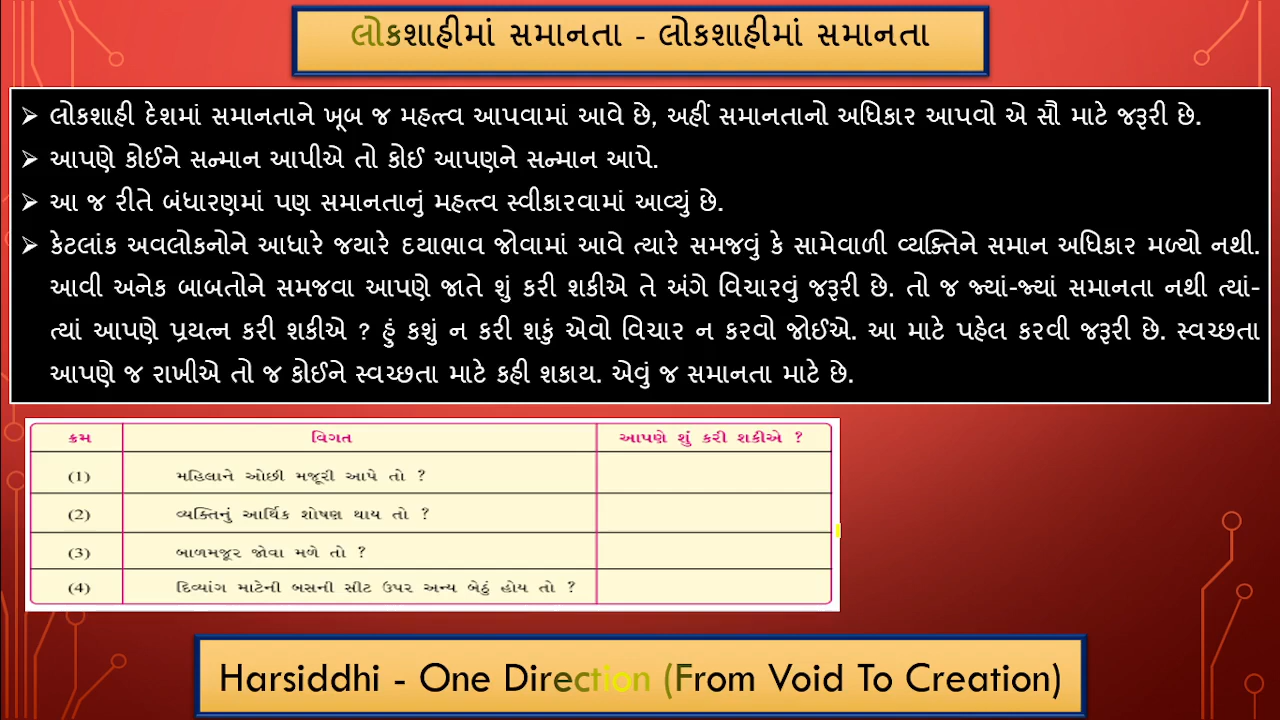 લોકશાહીમાં સમાનતા - લોકશાહીમાં સમાનતા
➢ લોકશાહી દેશમાં સમાનતાને ખૂબ જ મહત્ત્વ આપવામાં આવે છે, અહીં સમાનતાનો અધિકાર આપવો એ સૌ માટે જરૂરી છે.
➢ આપણે કોઈને સન્માન આપીએ તો કોઈ આપણને સન્માન આપે.
➢ આ જ રીતે બંધારણમાં પણ સમાનતાનું મહત્ત્વ સ્વીકારવામાં આવ્યું છે.
➢ કેટલાંક અવલોકનોને આધારે જયારે દયાભાવ જોવામાં આવે ત્યારે સમજવું કે સામેવાળી વ્યક્તિને સમાન અધિકાર મળ્યો નથી.
આવી અનેક બાબતોને સમજવા આપણે જાતે શું કરી શકીએ તે અંગે વિચારવું જરૂરી છે. તો જ જ્યાં-જ્યાં સમાનતા નથી ત્યાં-
ત્યાં આપણે પ્રયત્ન કરી શકીએ ? હું કશું ન કરી શકું એવો વિચાર ન કરવો જોઈએ. આ માટે પહેલ કરવી જરૂરી છે. સ્વચ્છતા
આપણે જ રાખીએ તો જ કોઈને સ્વચ્છતા માટે કહી શકાય. એવું જ સમાનતા માટે છે.
ક્રમ વિગત આપણે શું કરી શકીએ ?
(1) મહિલાને ઓછી મજૂરી આપે તો ?
(2) વ્યક્તિનું આર્થિક શોષણ થાય તો ?
(3) બાળમજૂર જોવા મળે તો ?
(4) દિવ્યાંગ માટેની બસની સીટ ઉપર અન્ય બેઠું હોય તો ?
Harsiddhi - One Direction (From Void To Creation)